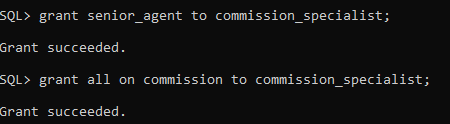 SQL> grant senior_agent to commission_specialist;
Grant succeeded.
SQL> grant all on commission to commission_specialist;
Grant succeeded.